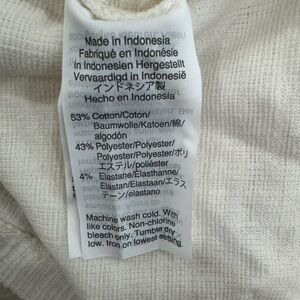 Made in Indonesia
Fabriqué en Indonésie
in Indonesien Hergestellt
Vervaardigd in Indonesië
インドネシア製
Hecho en Indonesia
53% Cotton/Coton/
Baumwolle/Katoen/綿/
algodón
43% Polyester/Polyester/
Polyester/Polyester/ポリ
エステル/poliéster
4% Elastane/Elasthanne/
Elastan/Elastaan/エラス
テーン/elastano
Machine wash cold. With
like colors. Non-chlorine
bleach only. Tumble dry
low. Iron on lowest setting.